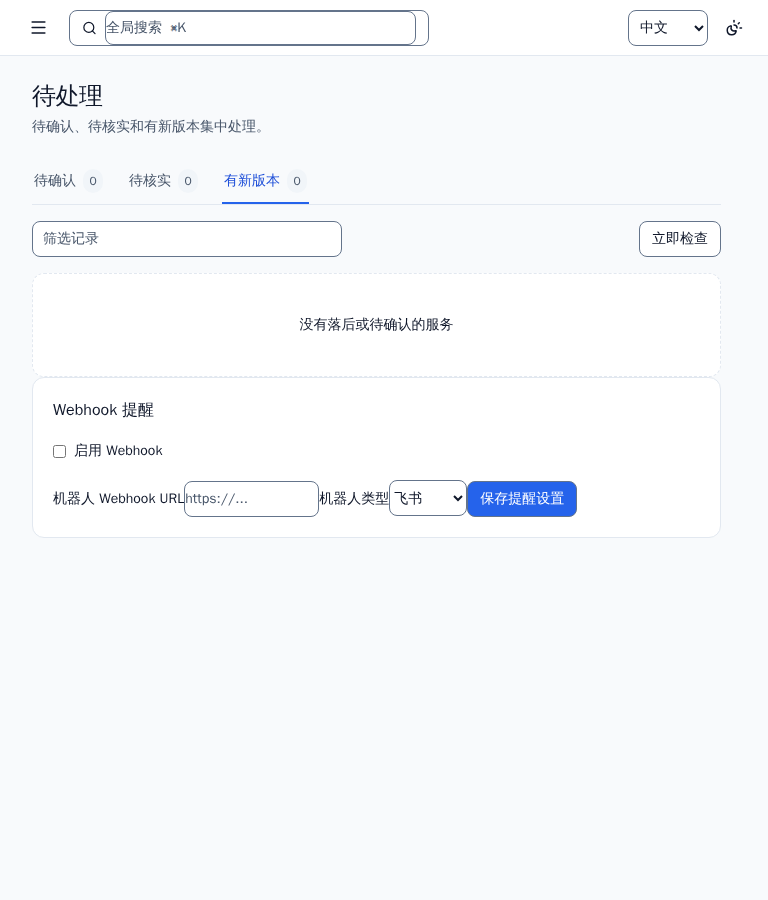 全局搜索 ⌘K
中文
待处理
待确认、待核实和有新版本集中处理。
待确认 0 待核实 0 有新版本 0
筛选记录
立即检查
没有落后或待确认的服务
Webhook 提醒
启用 Webhook
机器人 Webhook URL https://... 机器人类型 飞书 保存提醒设置